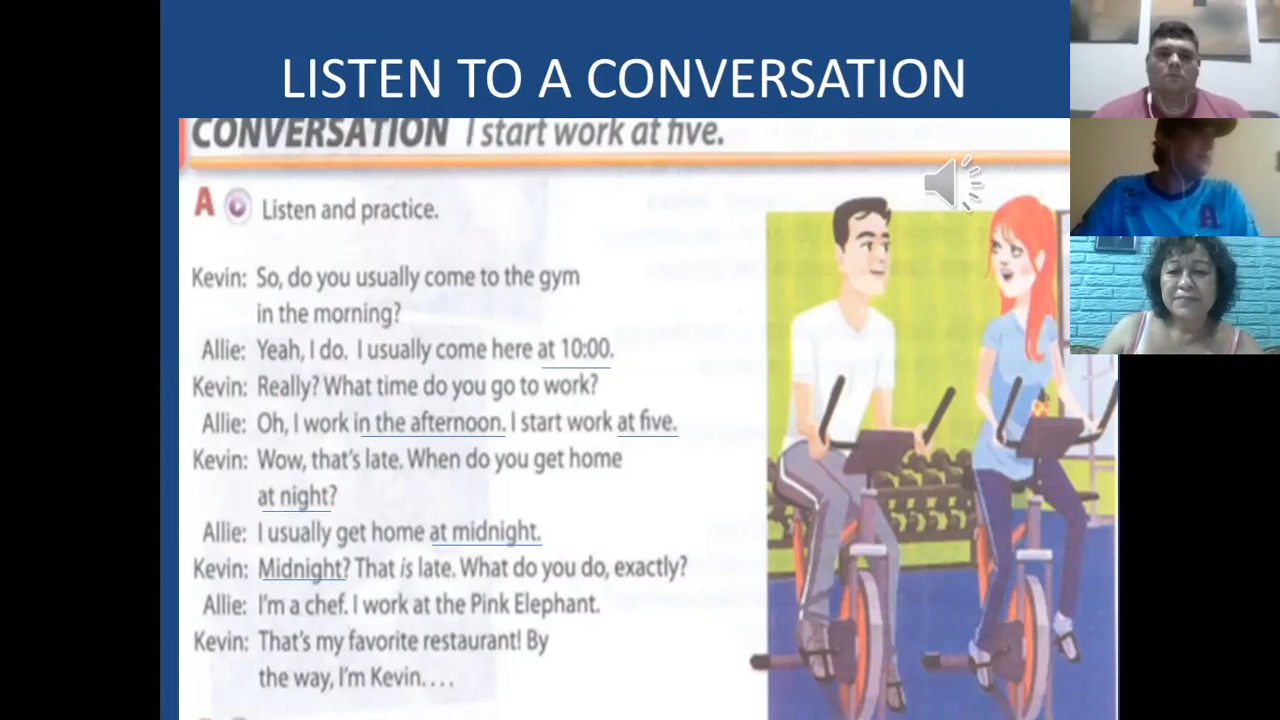 LISTEN TO A CONVERSATION
CONVERSATION I start work at five.
A Listen and practice.
Kevin: So, do you usually come to the gym
in the morning?
Allie: Yeah, I do. I usually come here at 10:00.
Kevin: Really? What time do you go to work?
Allie: Oh, I work in the afternoon. I start work at five.
Kevin: Wow, that's late. When do you get home
at night?
Allie: I usually get home at midnight.
Kevin: Midnight? That is late. What do you do, exactly?
Allie: I'm a chef. I work at the Pink Elephant.
Kevin: That's my favorite restaurant! By
the way, I'm Kevin. . . .